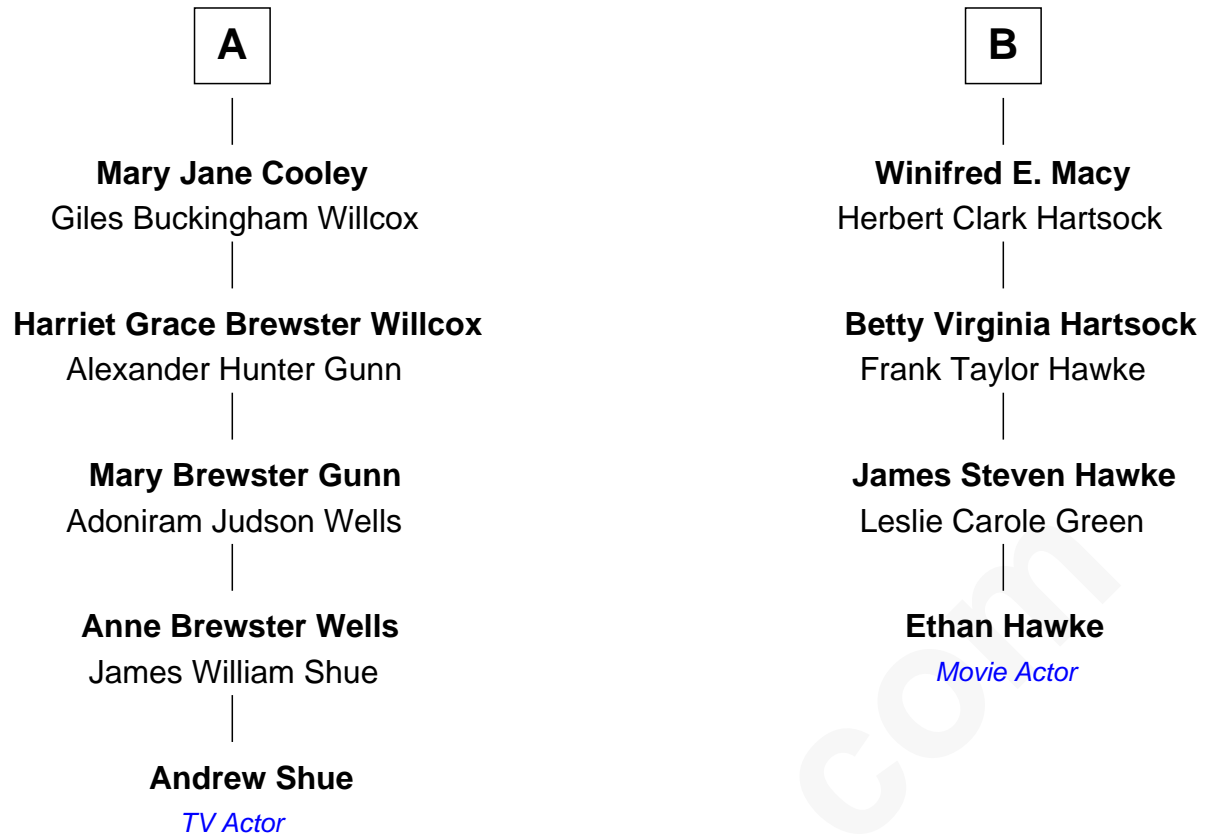 A
Mary Jane Cooley
Giles Buckingham Willcox
Harriet Grace Brewster Willcox
Alexander Hunter Gunn
Mary Brewster Gunn
Adoniram Judson Wells
Anne Brewster Wells
James William Shue
Andrew Shue
TV Actor
B
Winifred E. Macy
Herbert Clark Hartsock
Betty Virginia Hartsock
Frank Taylor Hawke
James Steven Hawke
Leslie Carole Green
Ethan Hawke
Movie Actor
com